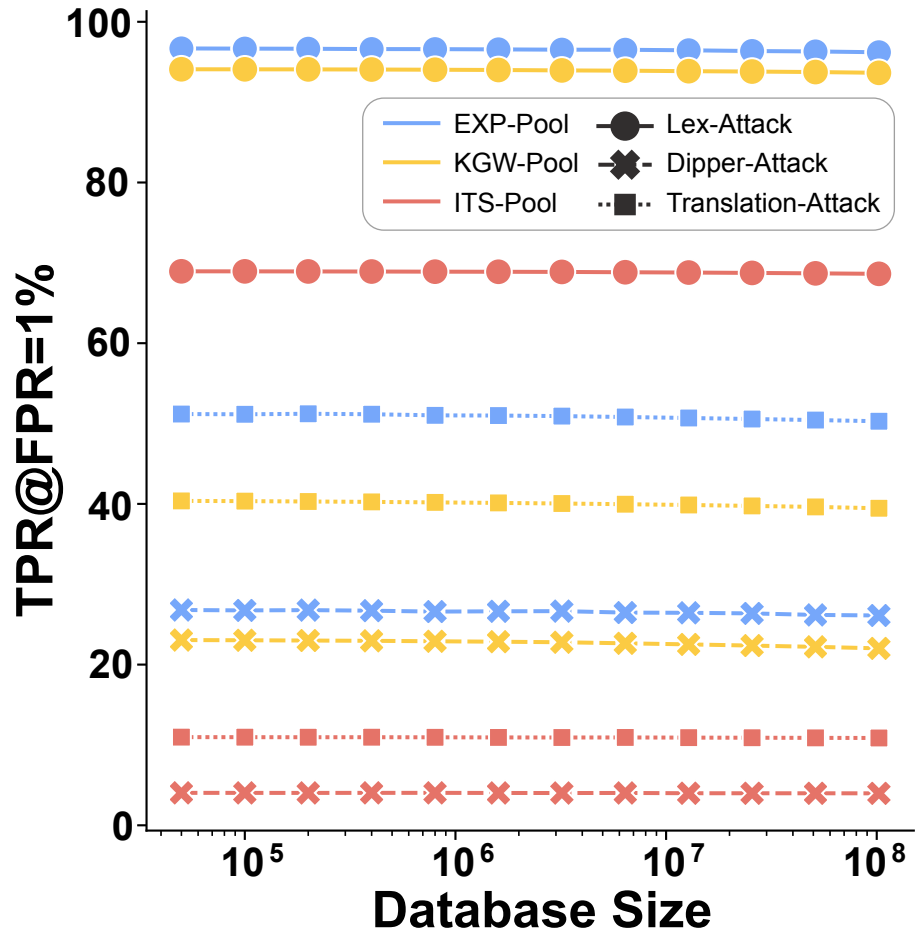 100
80
60
40
20
0
TPR@FPR=1%
EXP-Pool
KGW-Pool
ITS-Pool
Lex-Attack
Dipper-Attack
Translation-Attack
10^5
10^6
10^7
10^8
Database Size